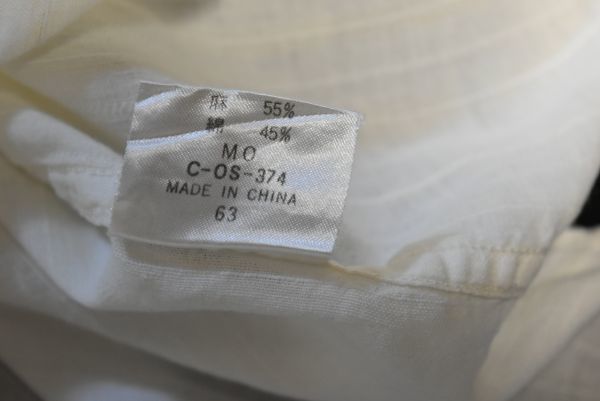 麻 55%
綿 45%
MO
C-OS-374
MADE IN CHINA
63